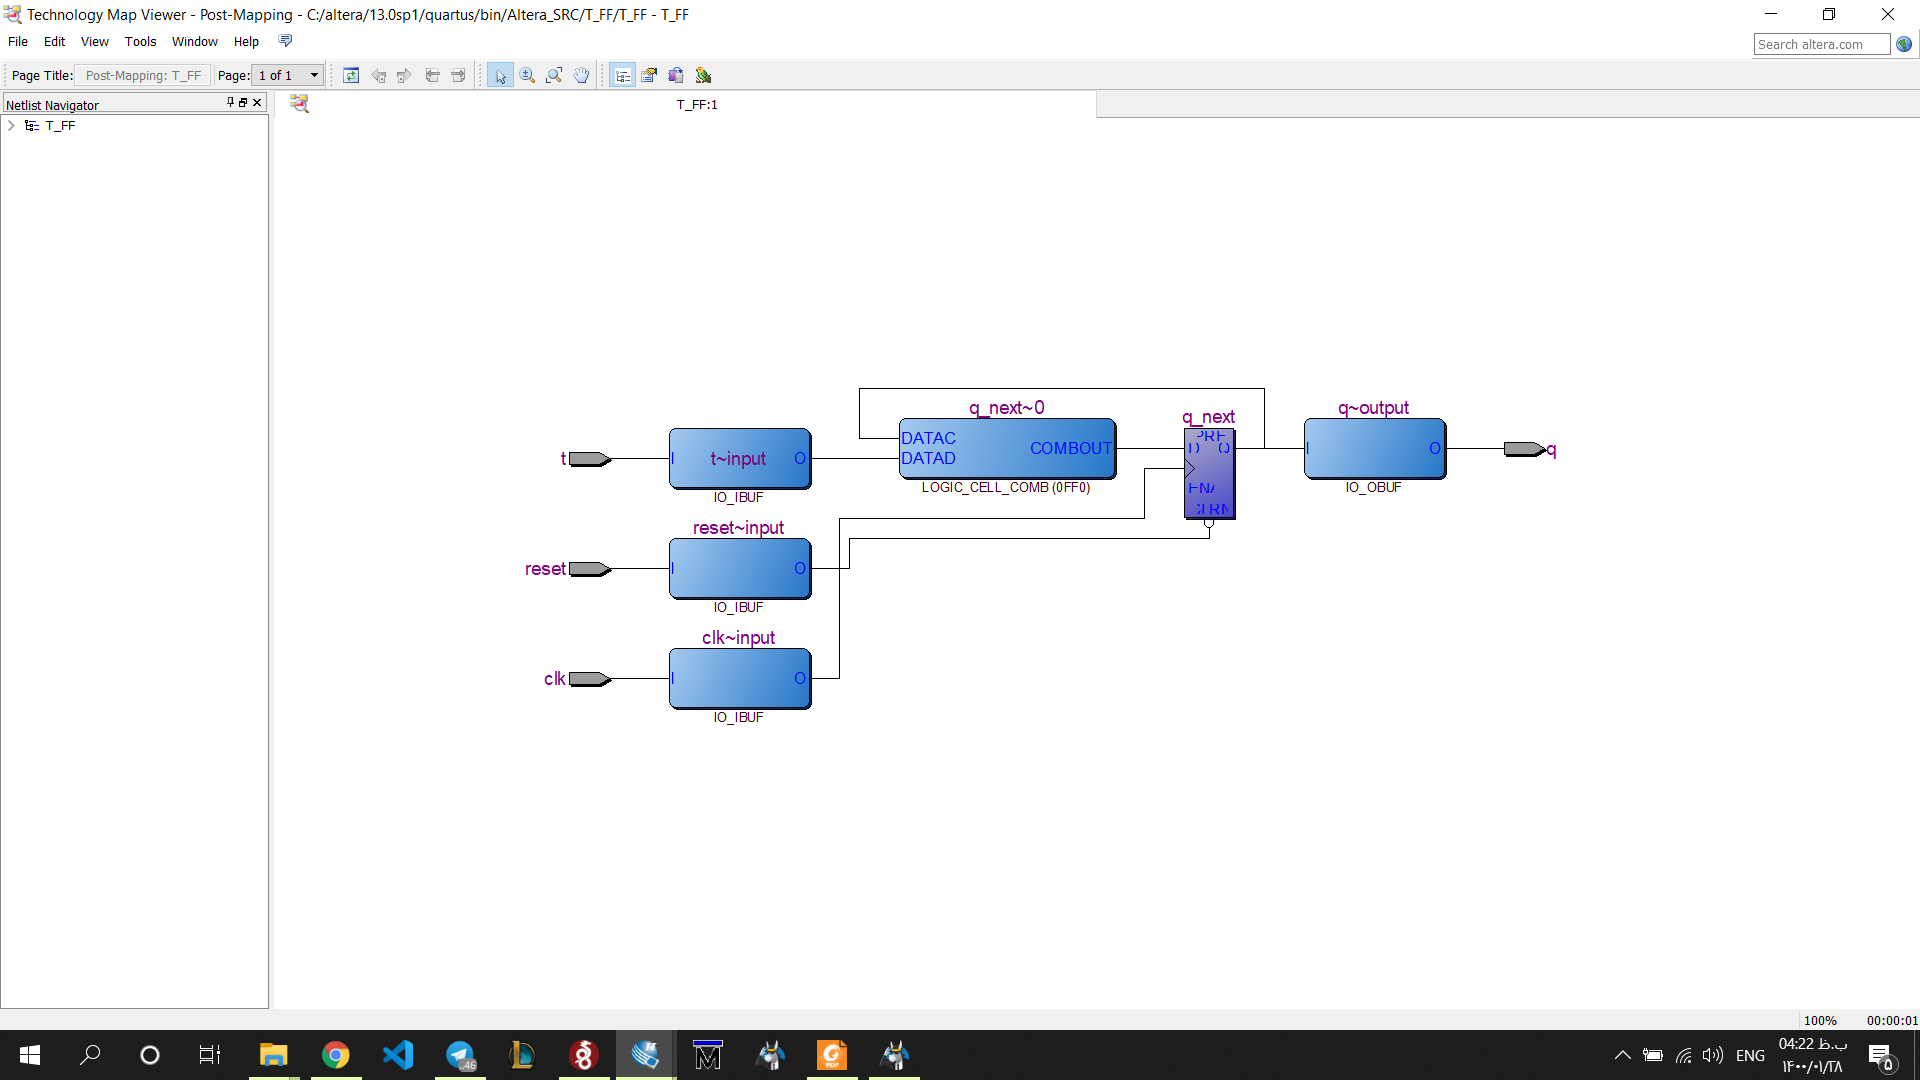 Technology Map Viewer - Post-Mapping - C:/altera/13.0sp1/quartus/bin/Altera_SRC/T_FF/T_FF - T_FF
File Edit View Tools Window Help
Search altera.com
Page Title: Post-Mapping: T_FF Page: 1 of 1
Netlist Navigator
T_FF:1
T_FF
q_next~0
q_next
q~output
DATAC
DATAD
COMBOUT
PRE
D
Q
ENA
CLRN
I
O
q
t
I
t~input
O
LOGIC_CELL_COMB (0FF0)
IO_OBUF
IO_IBUF
reset~input
reset
I
O
IO_IBUF
clk~input
clk
I
O
IO_IBUF
100% 00:00:01
.46
PDF
ENG
04:22 ب.ظ
۱۴۰۰/۰۱/۲۸
۵